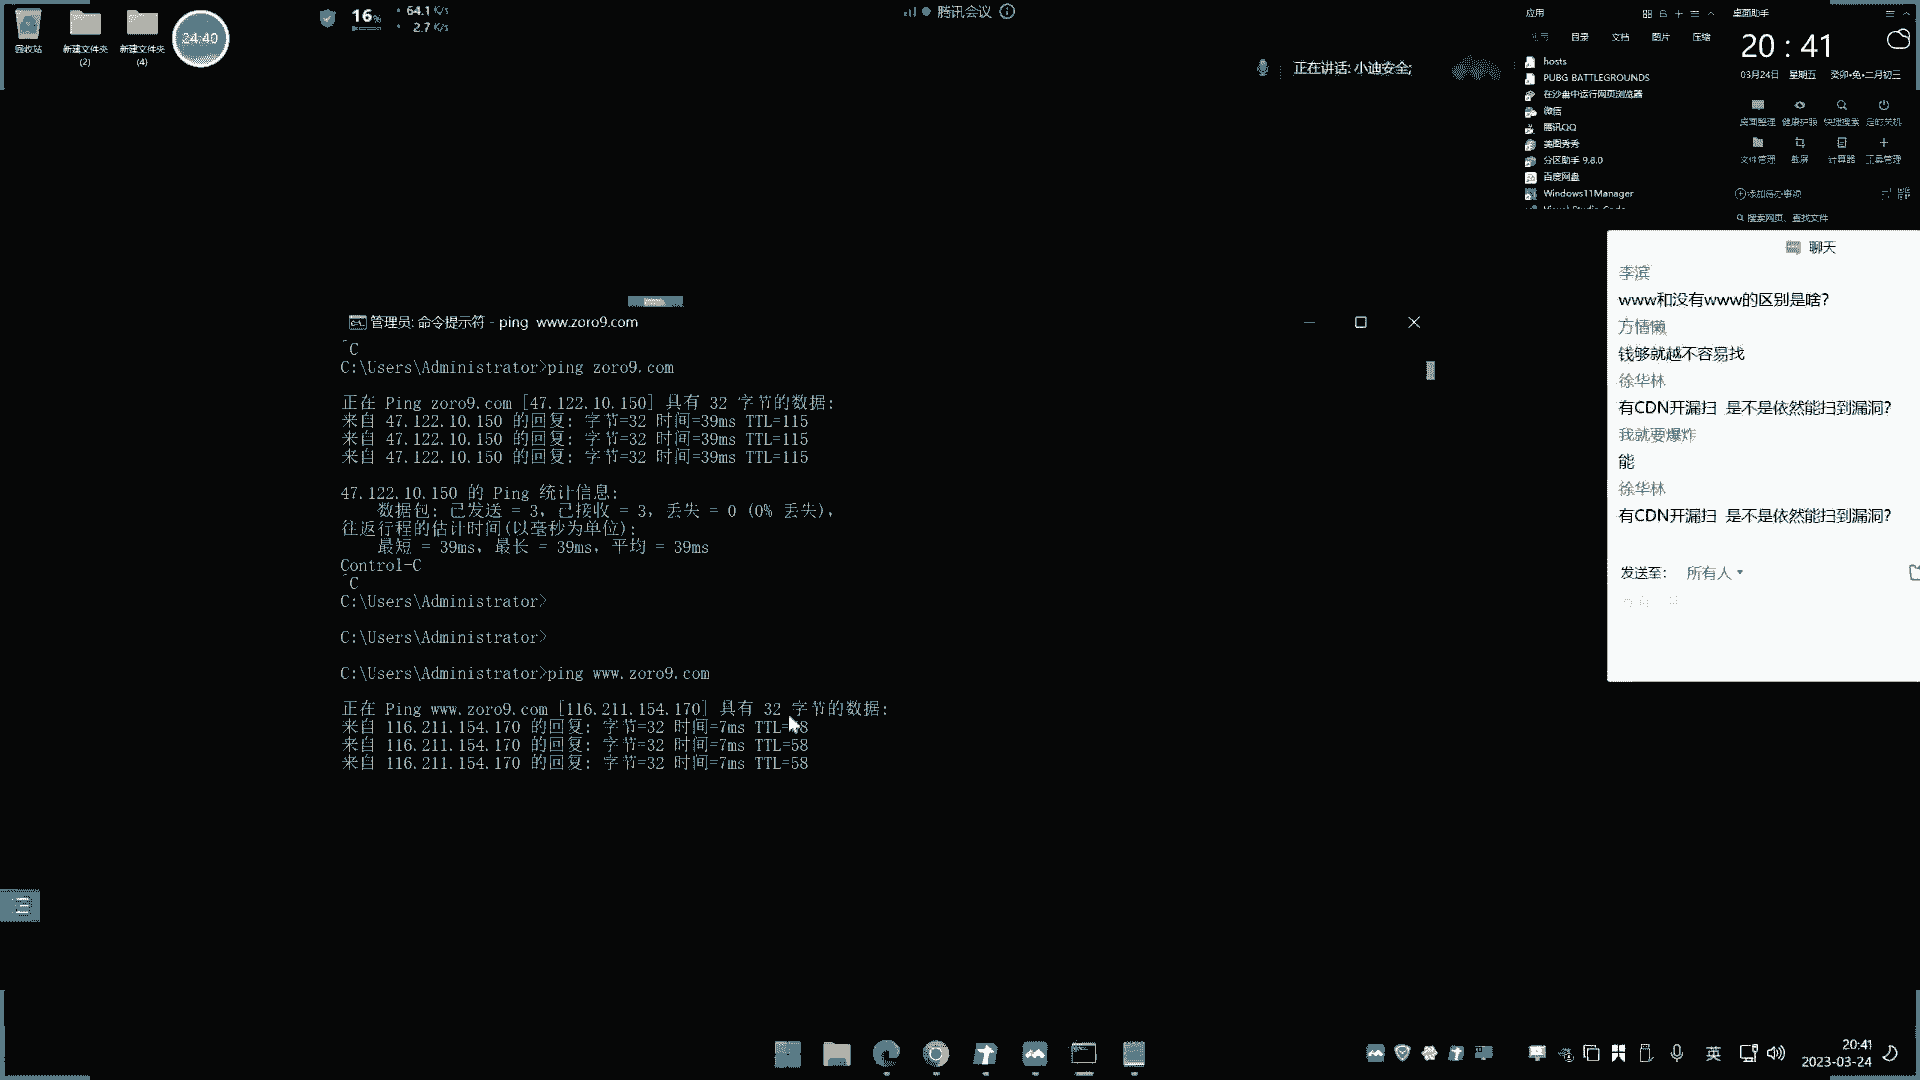 回收站
新建文件夹 (2)
新建文件夹 (4)
24:40
16%
64.1 K/s
2.7 K/s
腾讯会议
正在讲话: 小迪安全;
应用
目录
文档
图片
压缩
hosts
PUBG BATTLEGROUNDS
在沙盘中运行网页浏览器
微信
腾讯QQ
美图秀秀
分区助手 9.8.0
百度网盘
Windows11Manager
Visual Studio Code
桌面助手
20 : 41
03月24日 星期五 癸卯•兔•二月初三
桌面整理 健康护眼 快捷搜索 定时关机
文件管理 截屏 计算器 工具管理
添加待办事项
搜索网页、查找文件
管理员: 命令提示符 - ping www.zoro9.com
^C
C:\Users\Administrator>ping zoro9.com
正在 Ping zoro9.com [47.122.10.150] 具有 32 字节的数据:
来自 47.122.10.150 的回复: 字节=32 时间=39ms TTL=115
来自 47.122.10.150 的回复: 字节=32 时间=39ms TTL=115
来自 47.122.10.150 的回复: 字节=32 时间=39ms TTL=115
47.122.10.150 的 Ping 统计信息:
数据包: 已发送 = 3，已接收 = 3，丢失 = 0 (0% 丢失)，
往返行程的估计时间(以毫秒为单位):
最短 = 39ms，最长 = 39ms，平均 = 39ms
Control-C
^C
C:\Users\Administrator>
C:\Users\Administrator>
C:\Users\Administrator>ping www.zoro9.com
正在 Ping www.zoro9.com [116.211.154.170] 具有 32 字节的数据:
来自 116.211.154.170 的回复: 字节=32 时间=7ms TTL=58
来自 116.211.154.170 的回复: 字节=32 时间=7ms TTL=58
来自 116.211.154.170 的回复: 字节=32 时间=7ms TTL=58
聊天
李滨
www和没有www的区别是啥?
方情懒
钱够就越不容易找
徐华林
有CDN开漏扫 是不是依然能扫到漏洞?
我就要爆炸
能
徐华林
有CDN开漏扫 是不是依然能扫到漏洞?
发送至: 所有人
英
20:41
2023-03-24